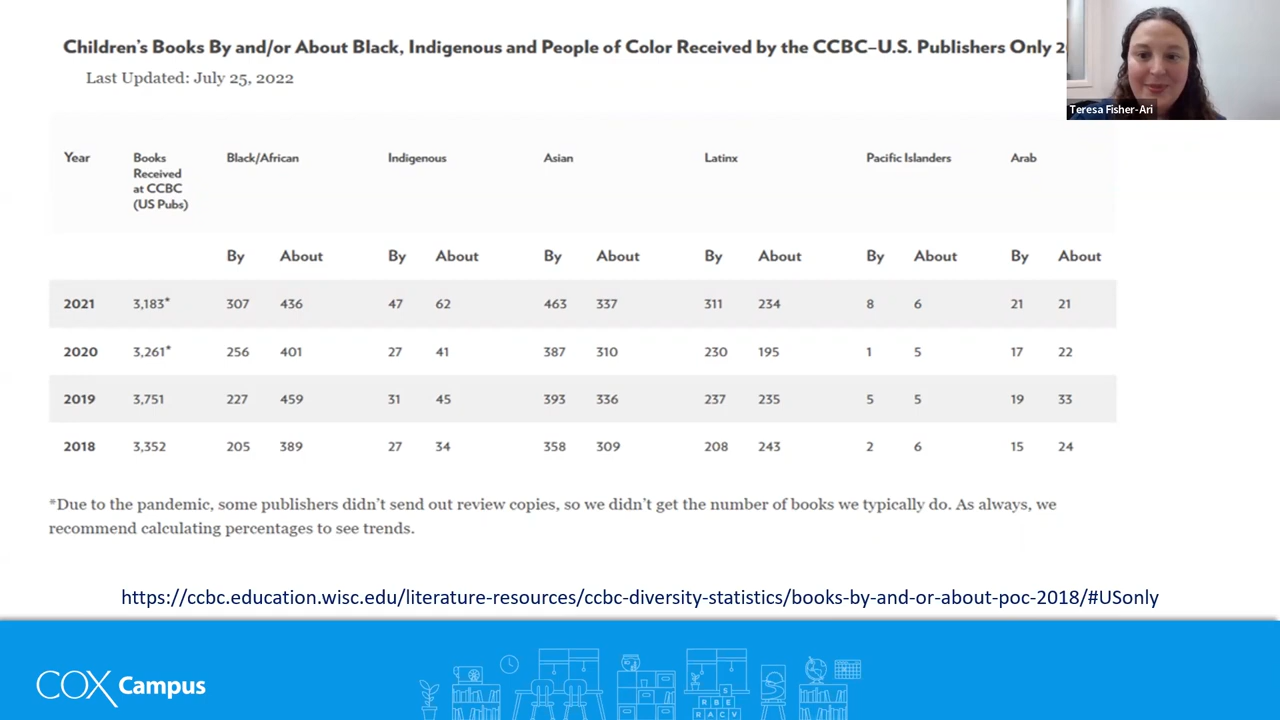 Children's Books By and/or About Black, Indigenous and People of Color Received by the CCBC–U.S. Publishers Only
Last Updated: July 25, 2022
Teresa Fisher-Ari
Year Books Received at CCBC (US Pubs) Black/African Indigenous Asian Latinx Pacific Islanders Arab
By About By About By About By About By About By About
2021 3,183* 307 436 47 62 463 337 311 234 8 6 21 21
2020 3,261* 256 401 27 41 387 310 230 195 1 5 17 22
2019 3,751 227 459 31 45 393 336 237 235 5 5 19 33
2018 3,352 205 389 27 34 358 309 208 243 2 6 15 24
*Due to the pandemic, some publishers didn't send out review copies, so we didn't get the number of books we typically do. As always, we
recommend calculating percentages to see trends.
https://ccbc.education.wisc.edu/literature-resources/ccbc-diversity-statistics/books-by-and-or-about-poc-2018/#USonly
COX Campus